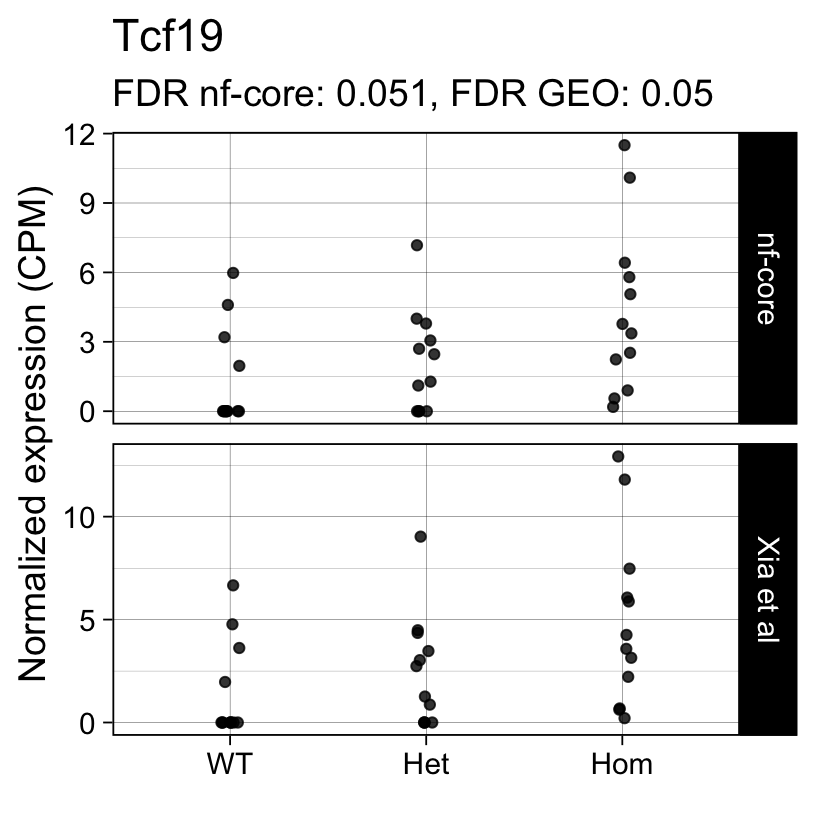 Tcf19
FDR nf-core: 0.051, FDR GEO: 0.05
Normalized expression (CPM)
12
9
6
3
0
nf-core
10
5
0
Xia et al
WT Het Hom